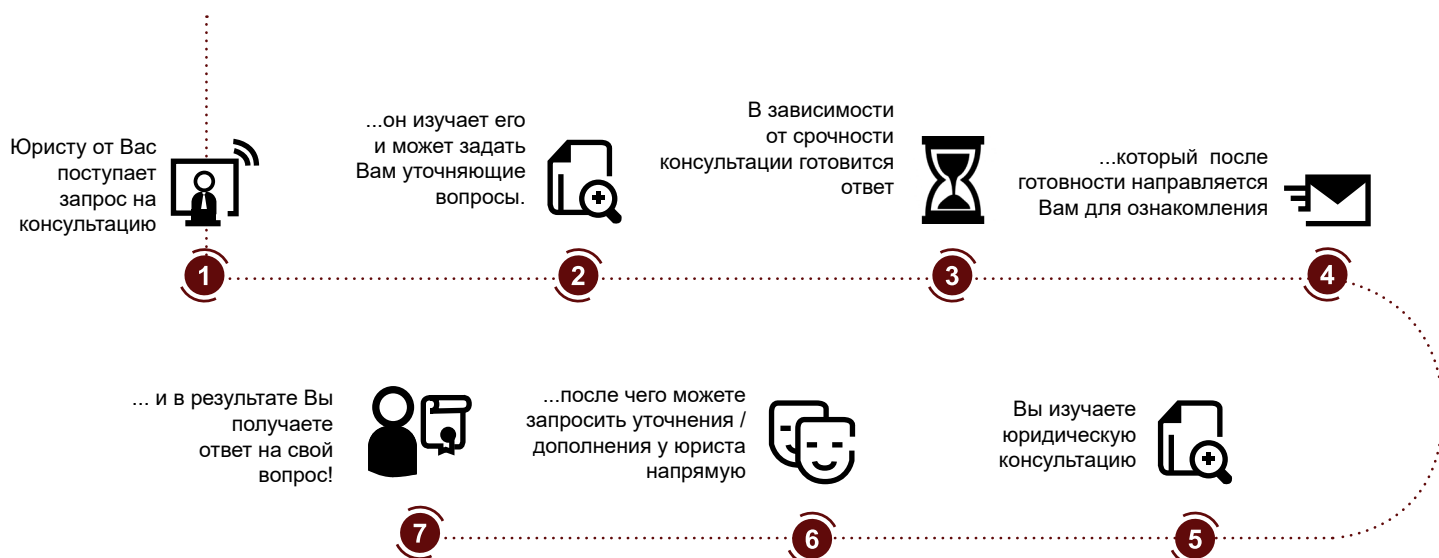 Юристу от Вас
поступает
запрос на
консультацию
1
...он изучает его
и может задать
Вам уточняющие
вопросы.
2
В зависимости
от срочности
консультации готовится
ответ
3
...который после
готовности направляется
Вам для ознакомления
4
Вы изучаете
юридическую
консультацию
5
...после чего можете
запросить уточнения /
дополнения у юриста
напрямую
6
... и в результате Вы
получаете
ответ на свой
вопрос!
7